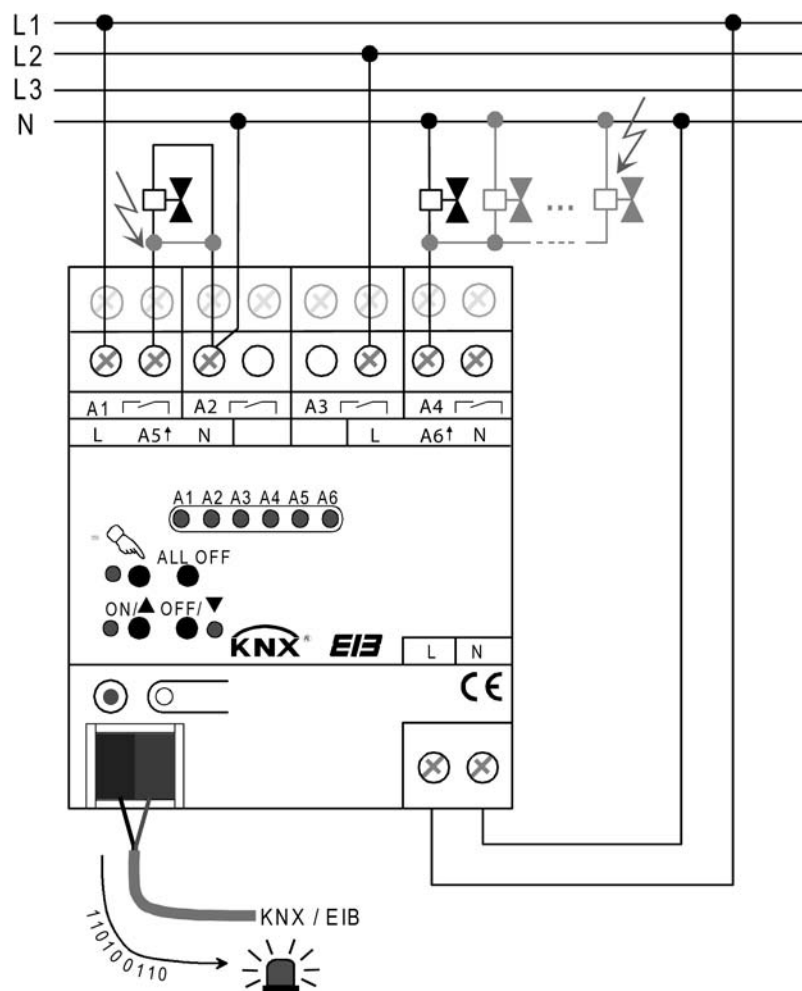 L1
L2
L3
N
A1 A2 A3 A4
L A5↑ N L A6↑ N
A1 A2 A3 A4 A5 A6
ALL OFF
ON/▲ OFF/▼
KNX® EIB L N
CE
KNX / EIB
110100110